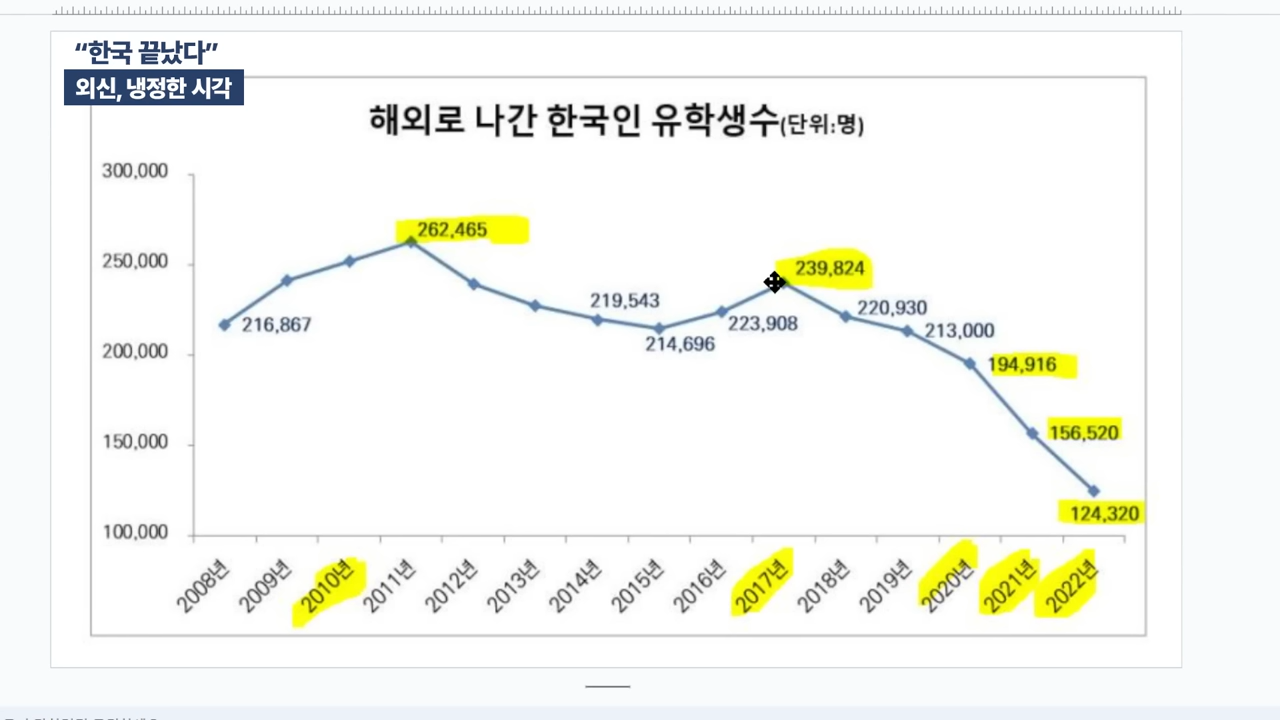 “한국 끝났다”
외신, 냉정한 시각
해외로 나간 한국인 유학생수(단위:명)
300,000
250,000
200,000
150,000
100,000
216,867
262,465
219,543
214,696
223,908
239,824
220,930
213,000
194,916
156,520
124,320
2008년
2009년
2010년
2011년
2012년
2013년
2014년
2015년
2016년
2017년
2018년
2019년
2020년
2021년
2022년